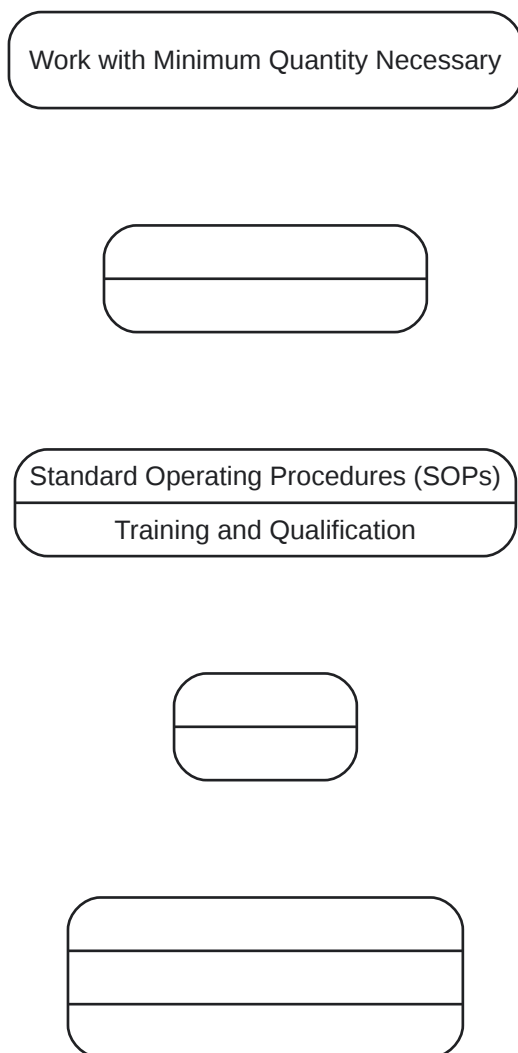 Work with Minimum Quantity Necessary
Standard Operating Procedures (SOPs)
Training and Qualification